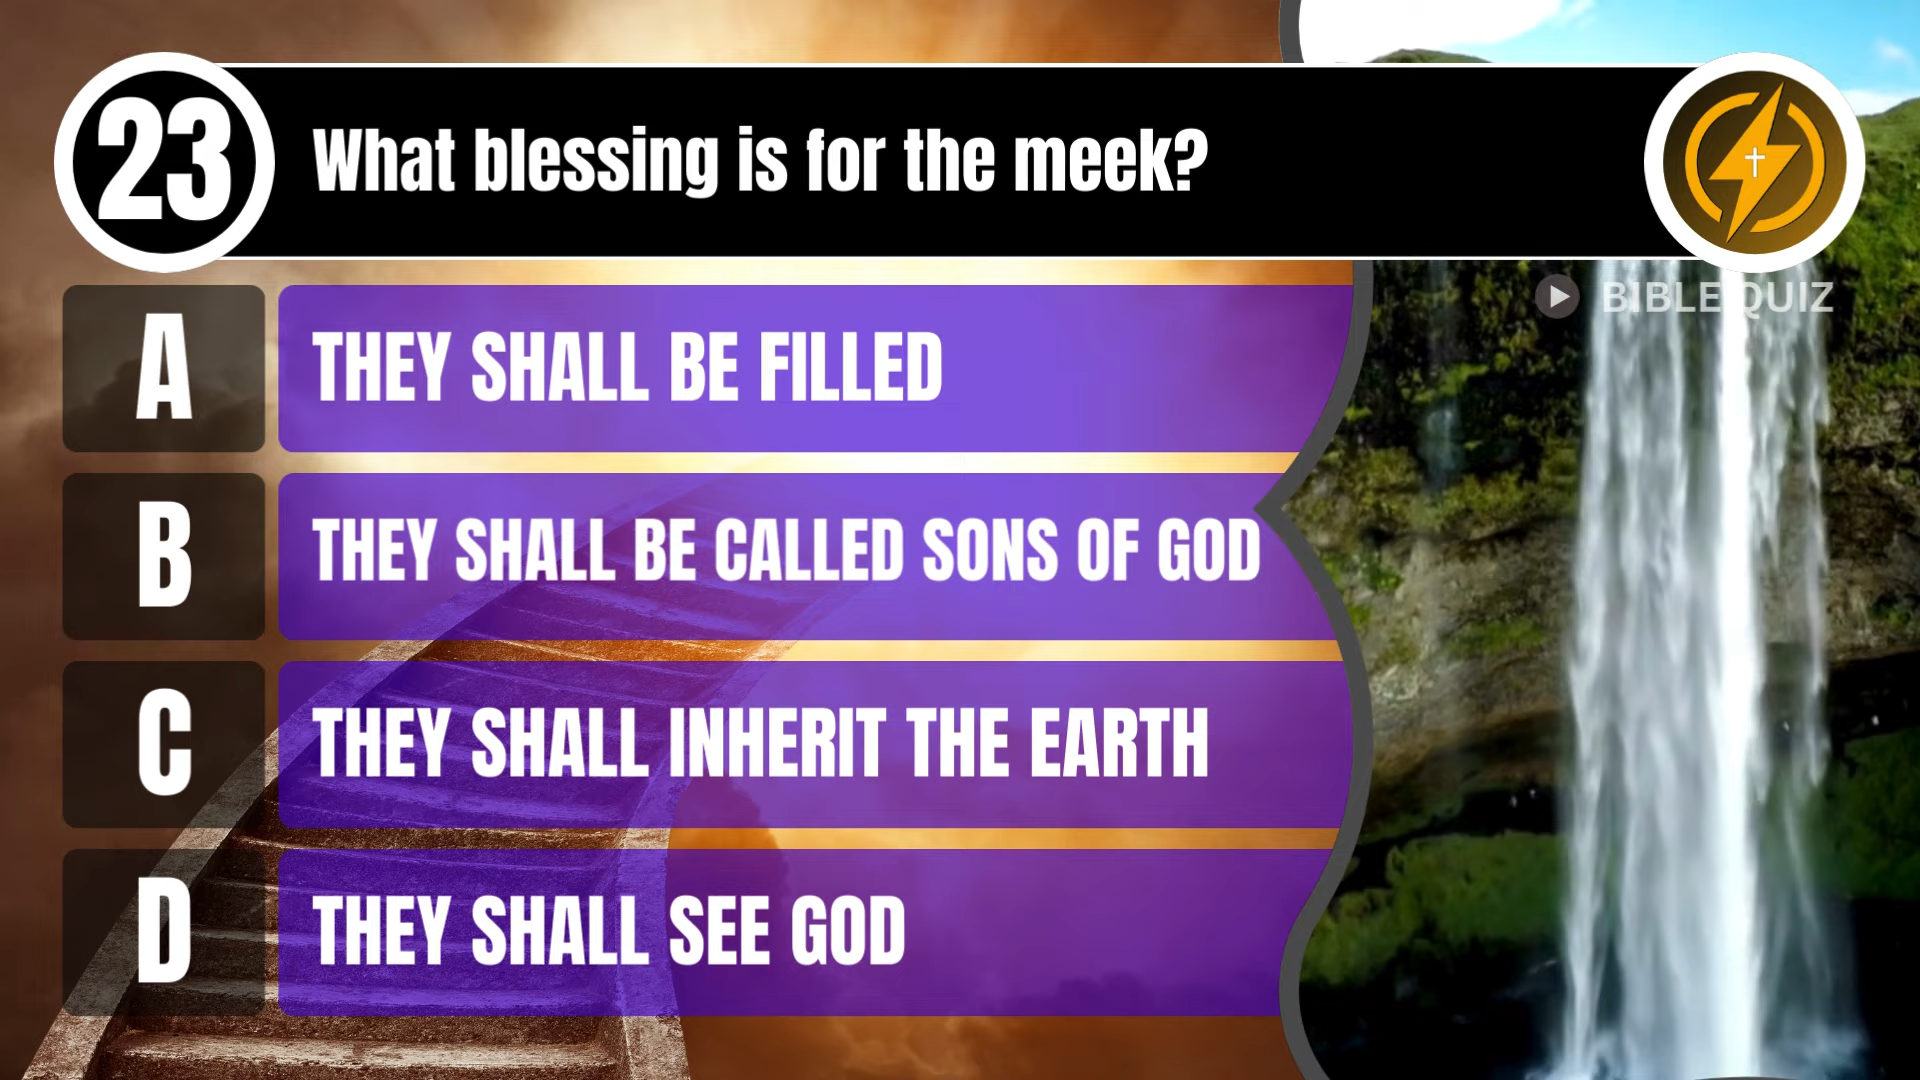 23
What blessing is for the meek?
BIBLE QUIZ
A
THEY SHALL BE FILLED
B
THEY SHALL BE CALLED SONS OF GOD
C
THEY SHALL INHERIT THE EARTH
D
THEY SHALL SEE GOD